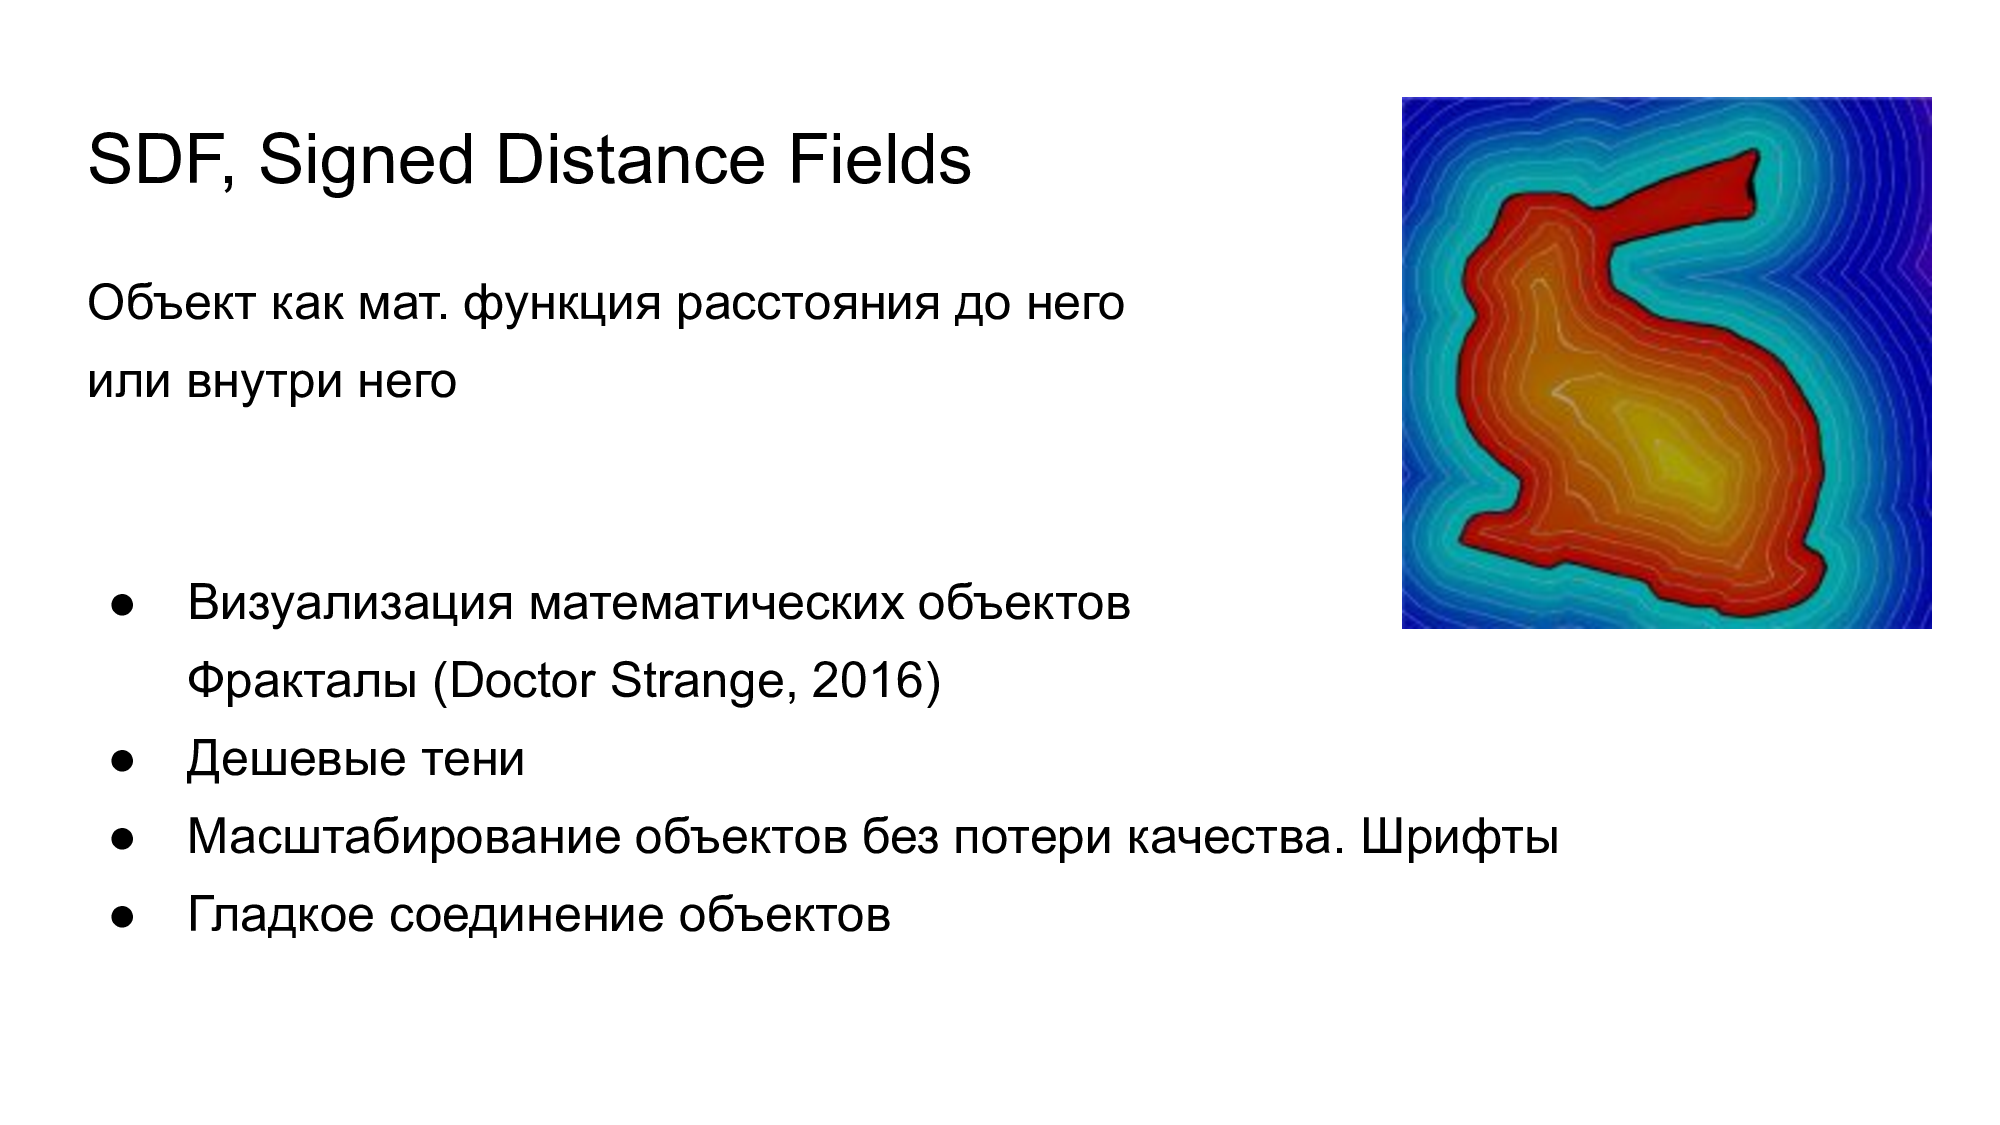 SDF, Signed Distance Fields
Объект как мат. функция расстояния до него
или внутри него
● Визуализация математических объектов
Фракталы (Doctor Strange, 2016)
● Дешевые тени
● Масштабирование объектов без потери качества. Шрифты
● Гладкое соединение объектов